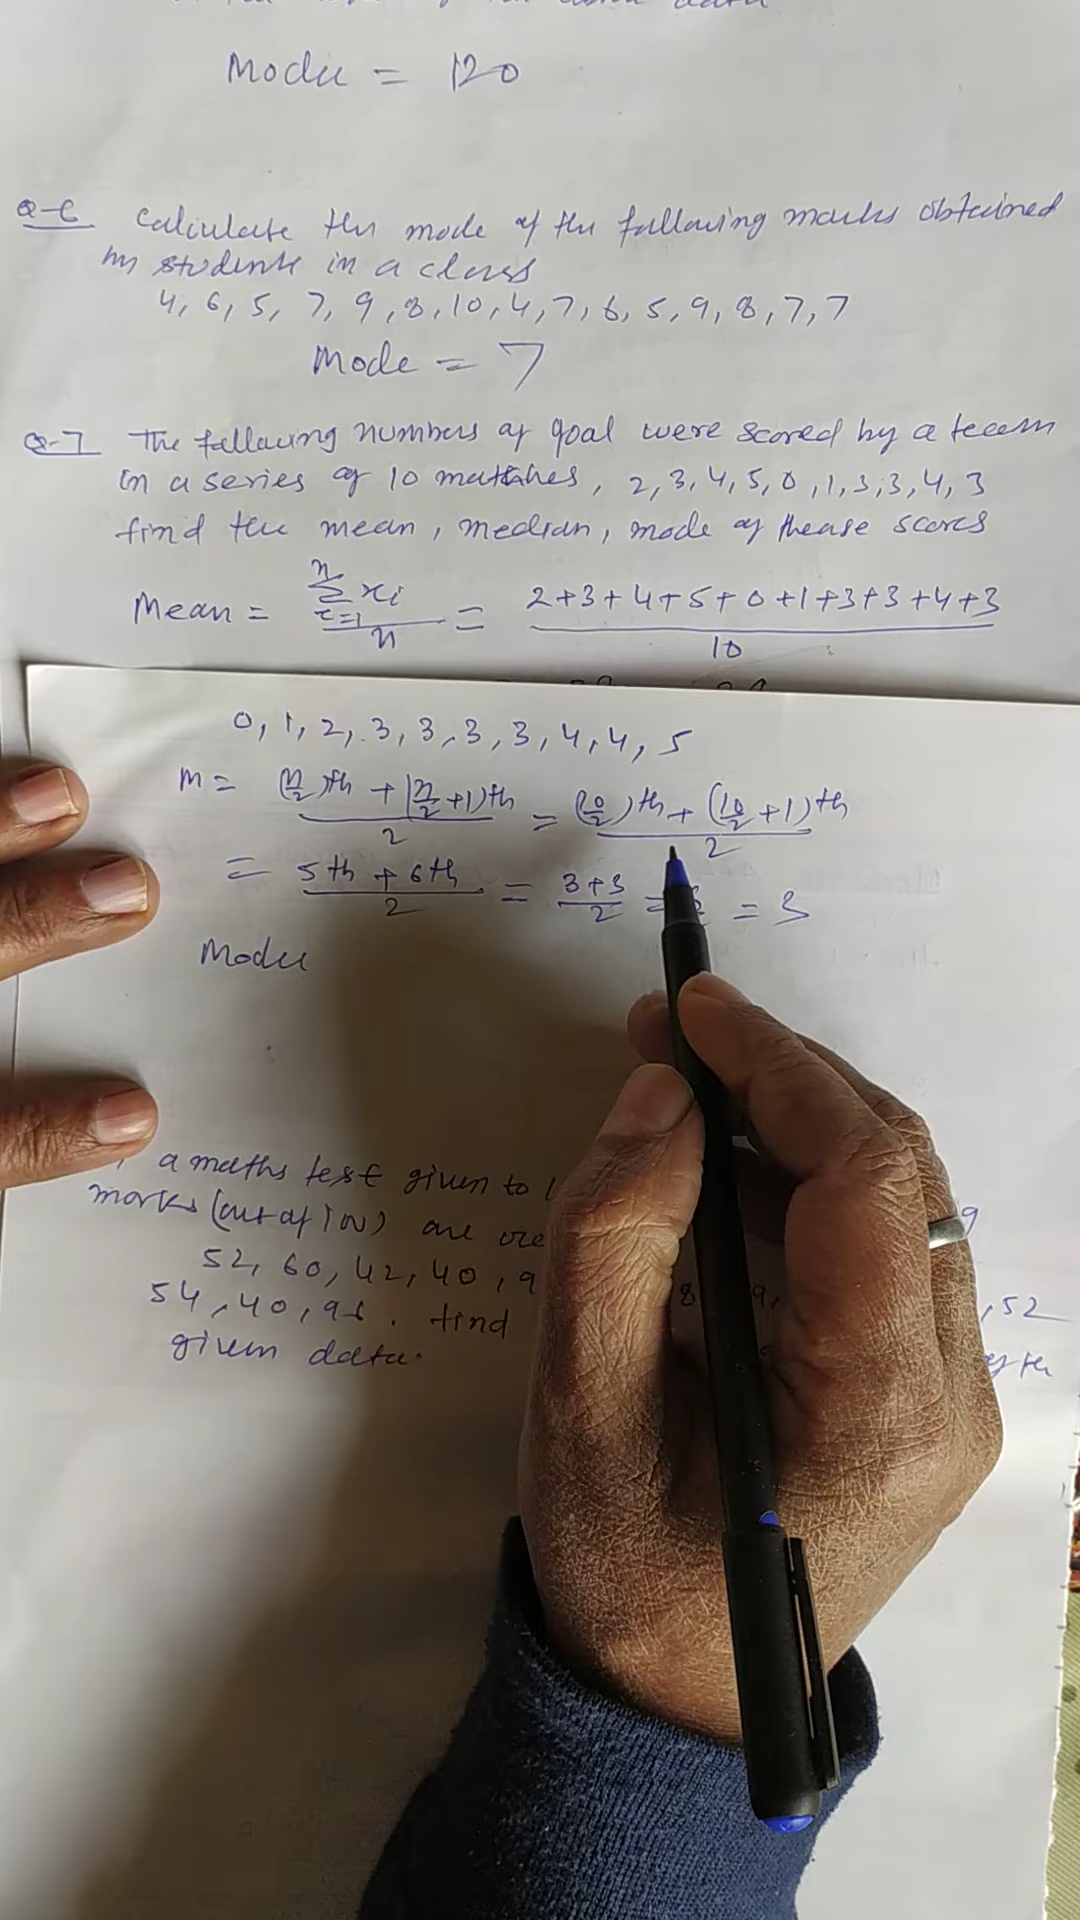 Mode = 120
Q-6 Calculate the mode of the following marks obtained
by students in a class
4, 6, 5, 7, 9, 8, 10, 4, 7, 6, 5, 9, 8, 7, 7
Mode = 7
Q-7 The following numbers of goal were scored by a team
in a series of 10 matches, 2, 3, 4, 5, 0, 1, 3, 3, 4, 3
find the mean, median, mode of these scores
Mean = n Σ i=1 xi / n = 2+3+4+5+0+1+3+3+4+3 / 10
0, 1, 2, 3, 3, 3, 3, 4, 4, 5
M = (n/2)th + (n/2 +1)th / 2 = (10/2)th + (10/2 +1)th / 2
= 5th + 6th / 2 = 3+3 / 2 = = 3
Mode
a maths test given to
marks (out of 100) are
52, 60, 42, 40, 9
54, 40, 96. find , 52
given data.